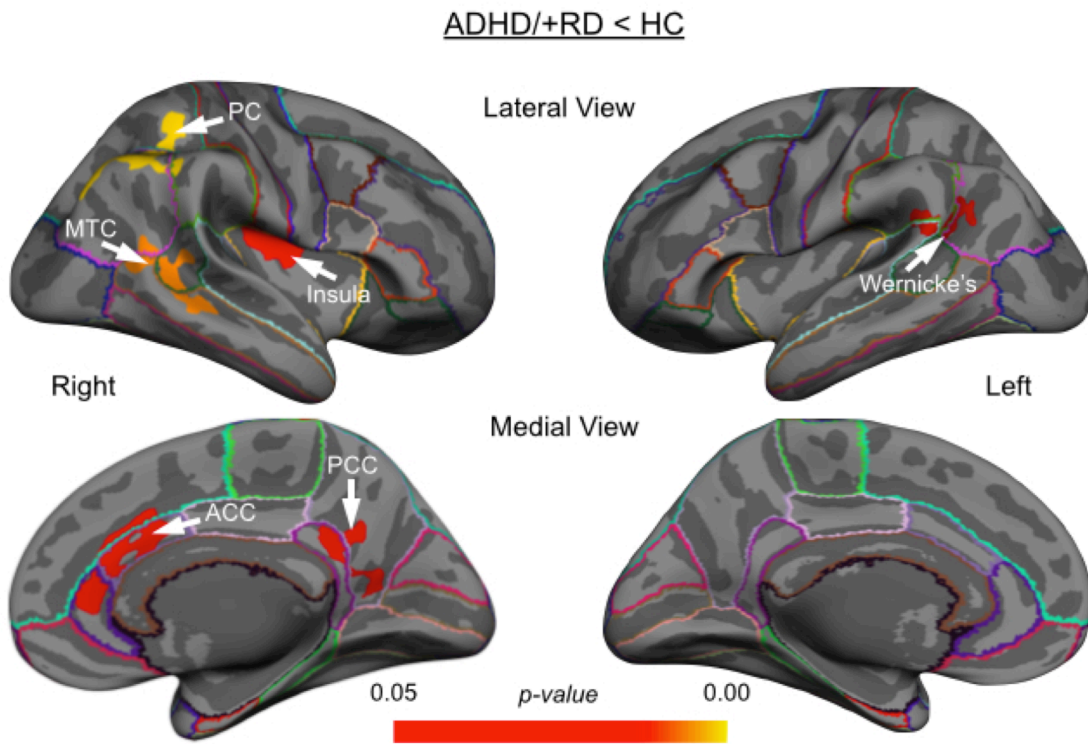 ADHD/+RD < HC
PC
Lateral View
MTC
Insula
Wernicke's
Right
Left
Medial View
PCC
ACC
0.05 p-value 0.00